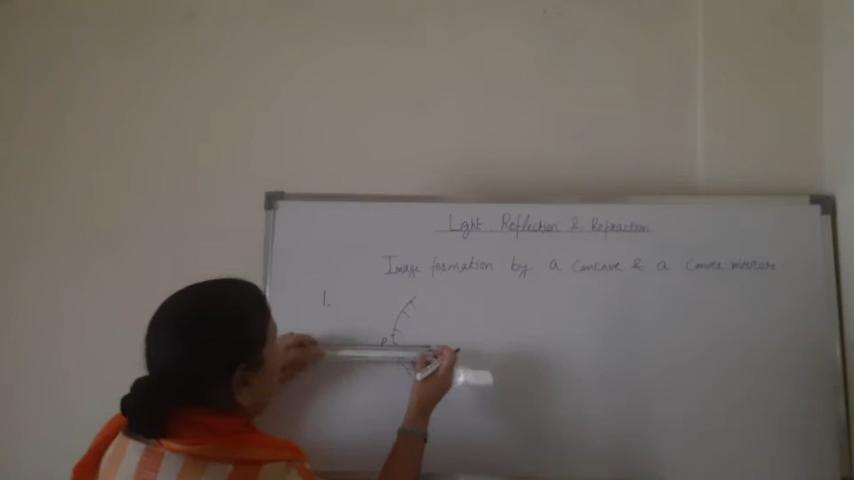 Light. Reflection & Refraction
Image formation by a concave & a convex mirror
1.
P